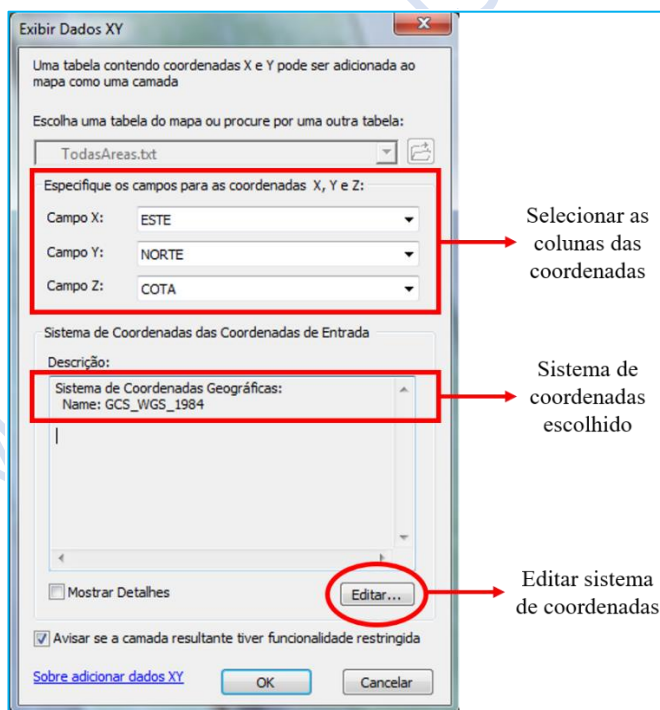 Exibir Dados XY
Uma tabela contendo coordenadas X e Y pode ser adicionada ao
mapa como uma camada
Escolha uma tabela do mapa ou procure por uma outra tabela:
TodasAreas.txt
Especifique os campos para as coordenadas X, Y e Z:
Campo X:
ESTE
Campo Y:
NORTE
Campo Z:
COTA
Selecionar as
colunas das
coordenadas
Sistema de Coordenadas das Coordenadas de Entrada
Descrição:
Sistema de Coordenadas Geográficas:
Name: GCS_WGS_1984
Sistema de
coordenadas
escolhido
Mostrar Detalhes
Editar...
Editar sistema
de coordenadas
Avisar se a camada resultante tiver funcionalidade restringida
Sobre adicionar dados XY
OK
Cancelar